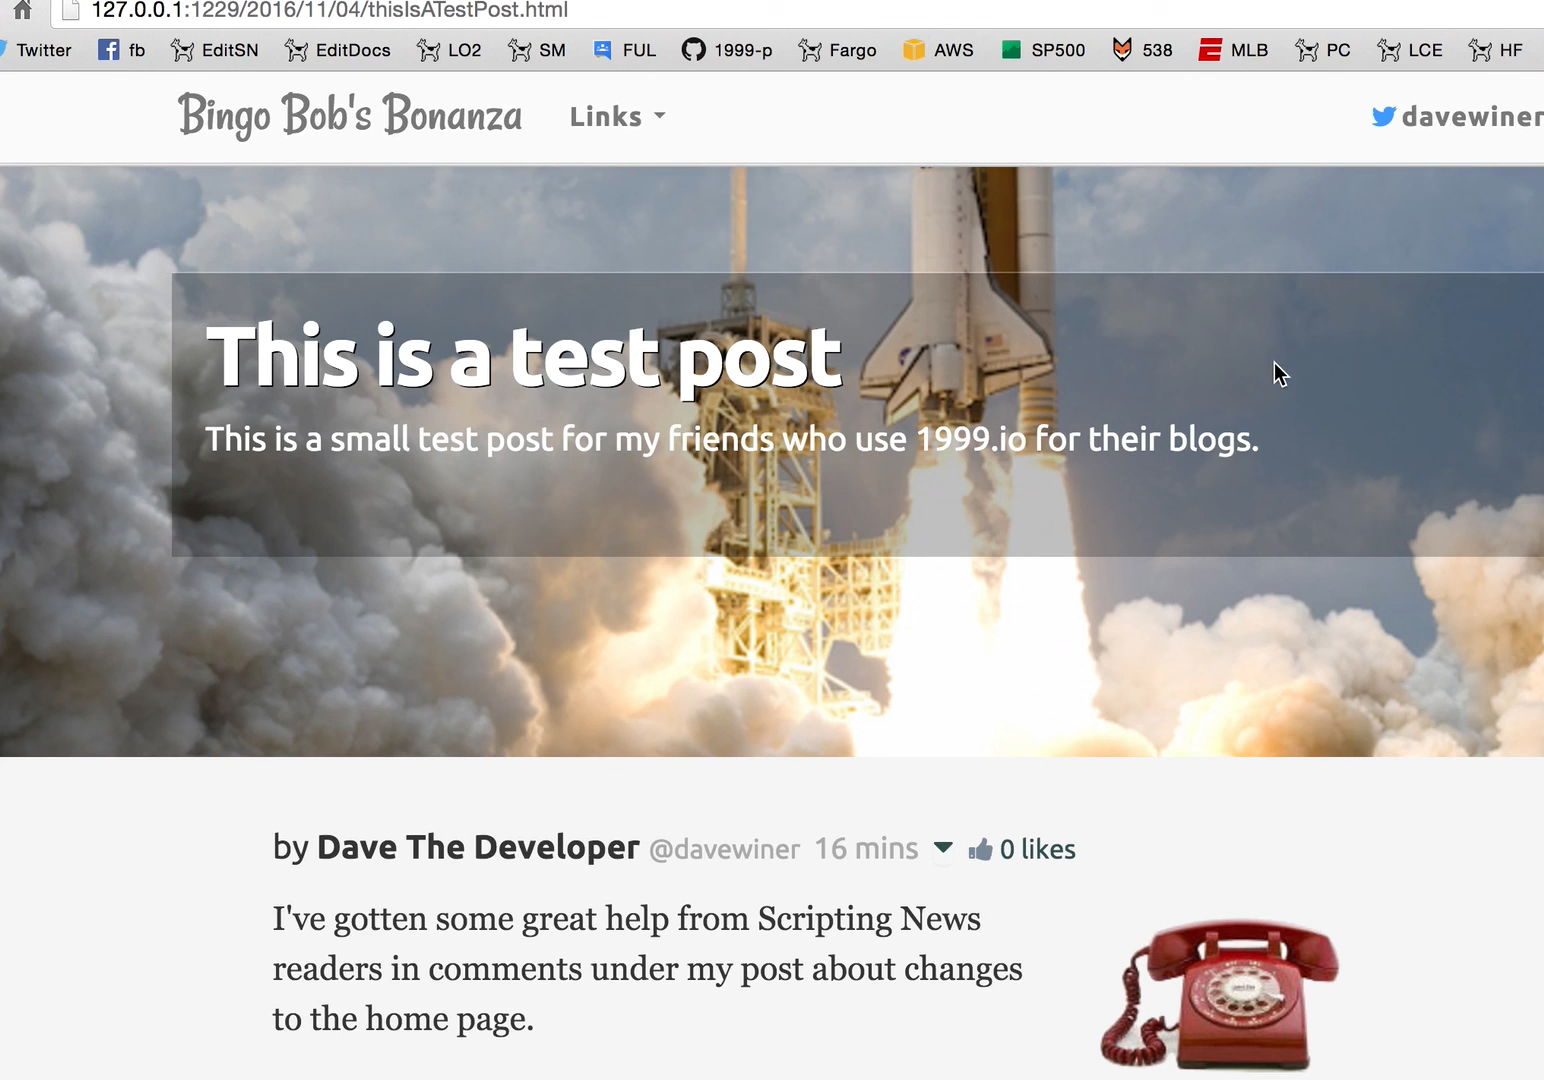 127.0.0.1:1229/2016/11/04/thisIsATestPost.html
Twitter fb EditSN EditDocs LO2 SM FUL 1999-p Fargo AWS SP500 538 MLB PC LCE HF
Bingo Bob's Bonanza Links davewiner
This is a test post
This is a small test post for my friends who use 1999.io for their blogs.
by Dave The Developer @davewiner 16 mins 0 likes
I've gotten some great help from Scripting News
readers in comments under my post about changes
to the home page.